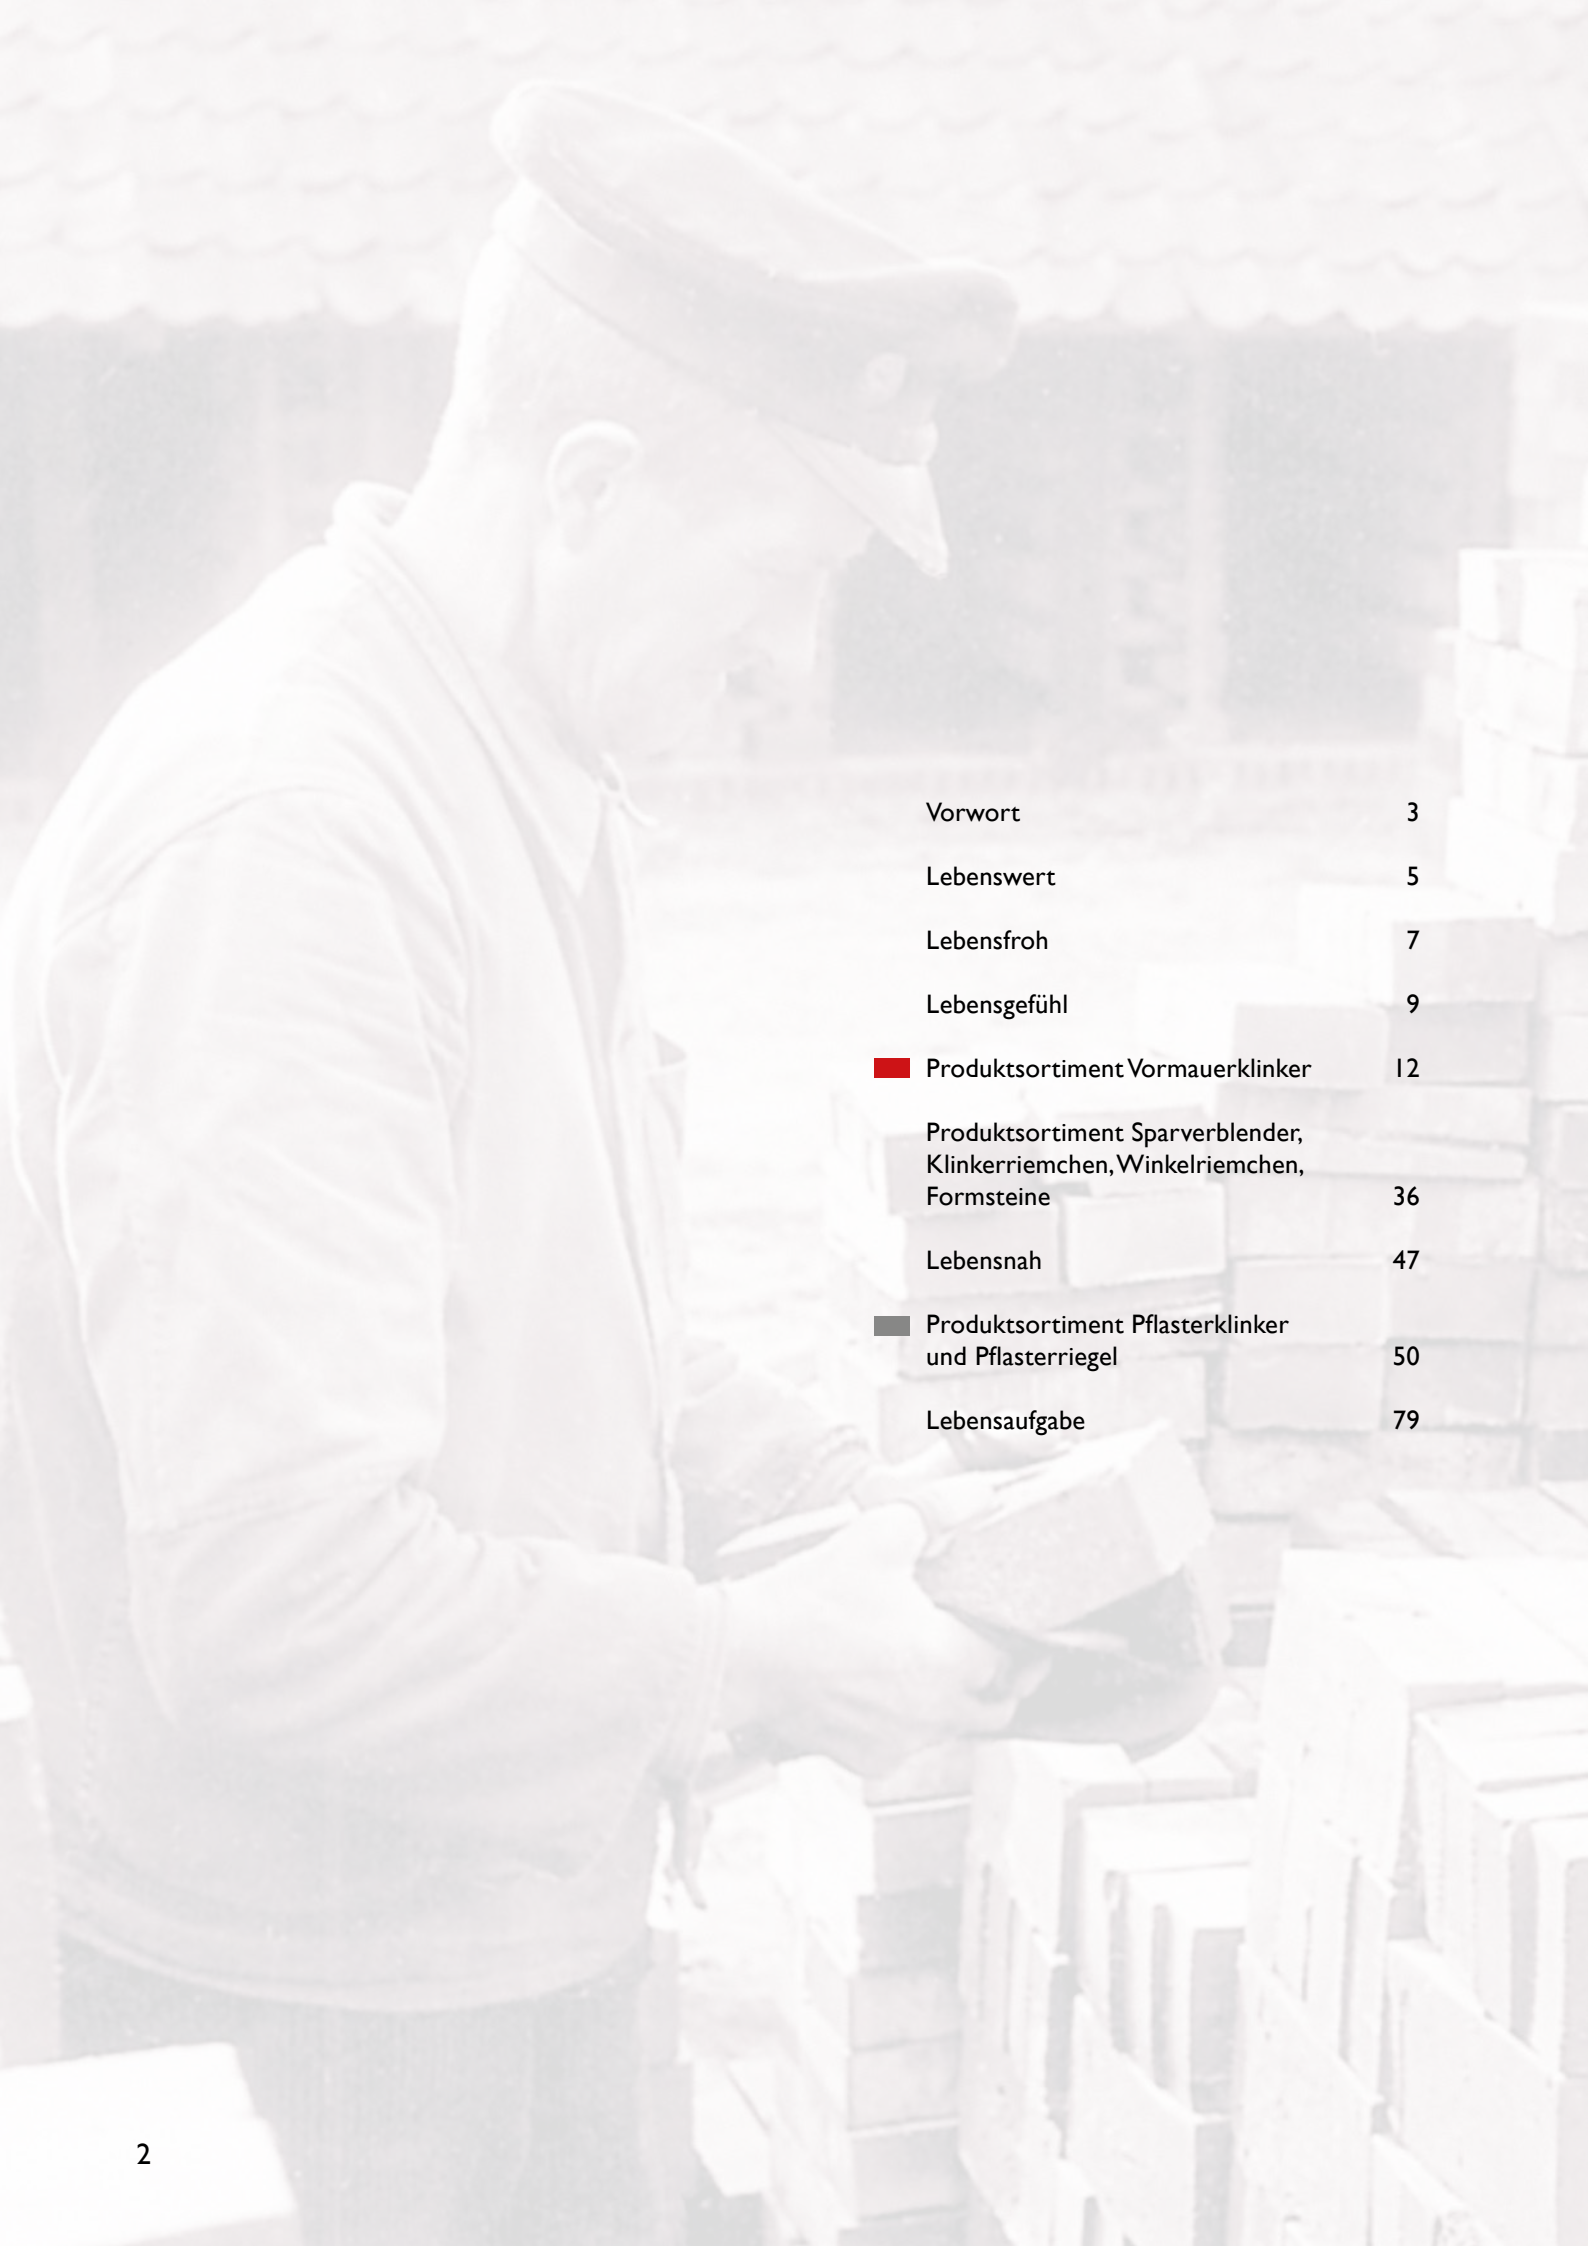 Vorwort 3
Lebenswert 5
Lebensfroh 7
Lebensgefühl 9
Produktsortiment Vormauerklinker 12
Produktsortiment Sparverblender,
Klinkerriemchen, Winkelriemchen,
Formsteine 36
Lebensnah 47
Produktsortiment Pflasterklinker
und Pflasterriegel 50
Lebensaufgabe 79
2